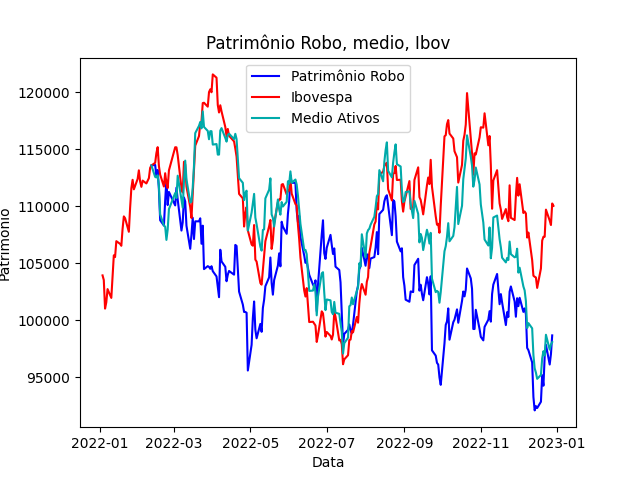 Patrimônio Robo, medio, Ibov
Patrimônio Robo
Ibovespa
Medio Ativos
120000
115000
110000
105000
100000
95000
Patrimonio
2022-01 2022-03 2022-05 2022-07 2022-09 2022-11 2023-01
Data